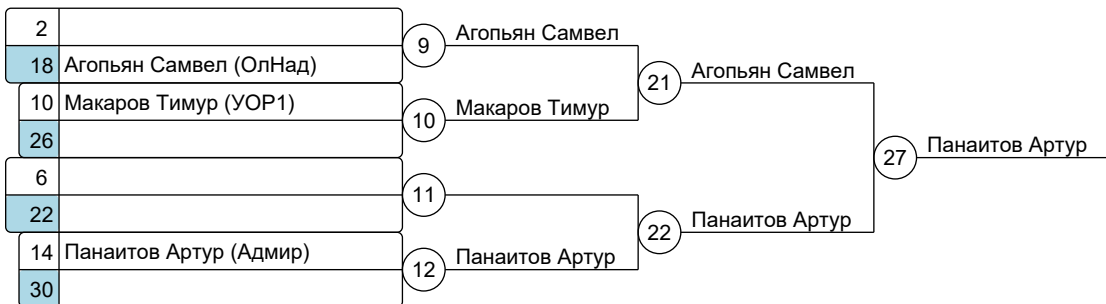 2
18 Агопьян Самвел (ОлНад)
9 Агопьян Самвел
10 Макаров Тимур (УОР1)
26
10 Макаров Тимур
21 Агопьян Самвел
6
22
11
14 Панаитов Артур (Адмир)
30
12 Панаитов Артур
22 Панаитов Артур
27 Панаитов Артур